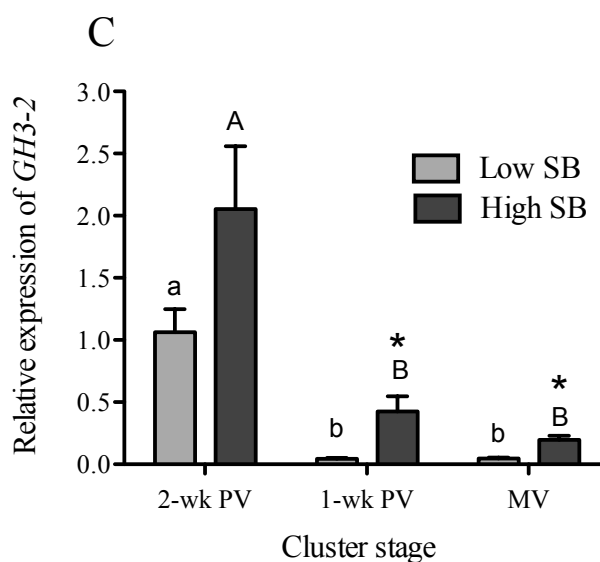 C
Relative expression of GH3-2
3.0
2.5
2.0
1.5
1.0
0.5
0.0
Low SB
High SB
a
A
b
*
B
b
*
B
2-wk PV
1-wk PV
MV
Cluster stage